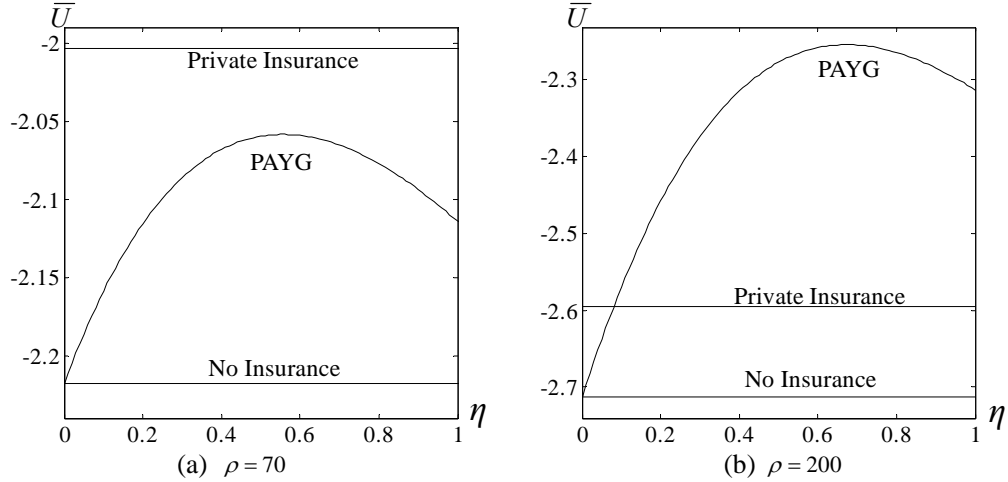 U
-2
Private Insurance
-2.05
PAYG
-2.1
-2.15
No Insurance
-2.2
0 0.2 0.4 0.6 0.8 1 η
(a) ρ = 70
U
PAYG
-2.3
-2.4
-2.5
Private Insurance
-2.6
No Insurance
-2.7
0 0.2 0.4 0.6 0.8 1 η
(b) ρ = 200